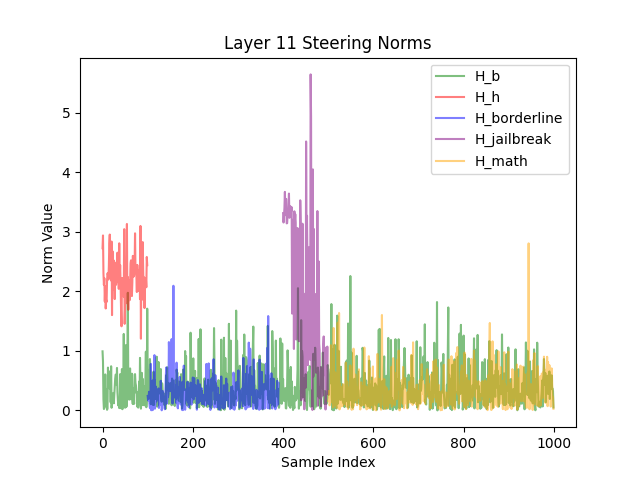 Layer 11 Steering Norms
H_b
H_h
H_borderline
H_jailbreak
H_math
Norm Value
5
4
3
2
1
0
0 200 400 600 800 1000
Sample Index